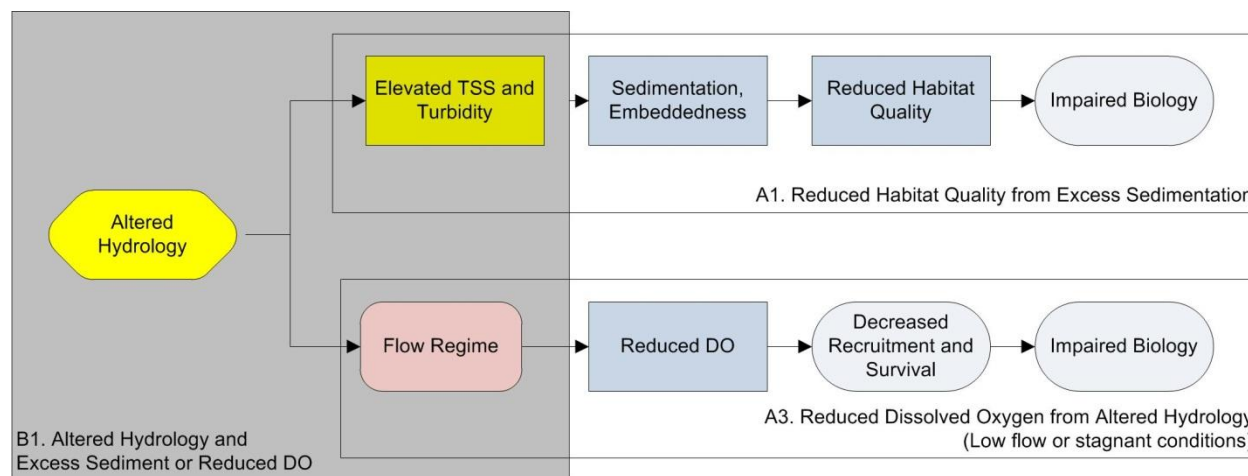 Elevated TSS and
Turbidity
Sedimentation,
Embeddedness
Reduced Habitat
Quality
Impaired Biology
A1. Reduced Habitat Quality from Excess Sedimentation
Altered
Hydrology
Flow Regime
Reduced DO
Decreased
Recruitment and
Survival
Impaired Biology
A3. Reduced Dissolved Oxygen from Altered Hydrology
(Low flow or stagnant conditions)
B1. Altered Hydrology and
Excess Sediment or Reduced DO